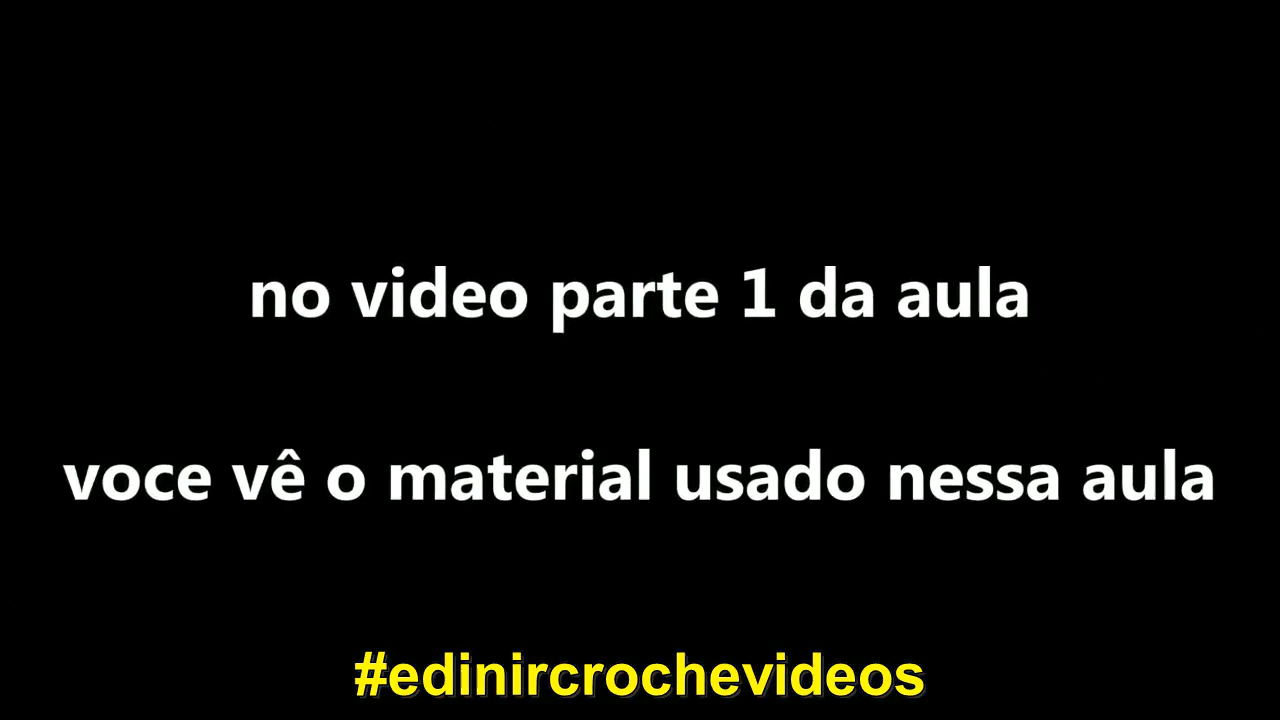 no video parte 1 da aula
voce vê o material usado nessa aula
#edinircrochevideos